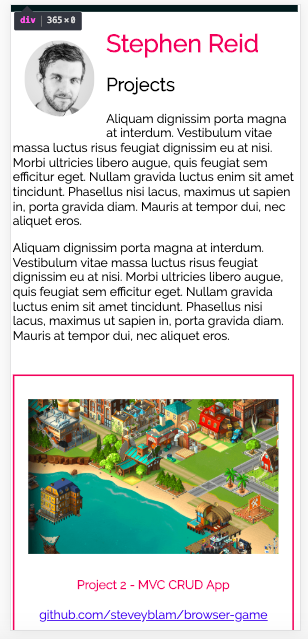 div | 365 × 0
Stephen Reid
Projects
Aliquam dignissim porta magna
at interdum. Vestibulum vitae
massa luctus risus feugiat dignissim eu at nisi.
Morbi ultricies libero augue, quis feugiat sem
efficitur eget. Nullam gravida luctus enim sit amet
tincidunt. Phasellus nisi lacus, maximus ut sapien
in, porta gravida diam. Mauris at tempor dui, nec
aliquet eros.
Aliquam dignissim porta magna at interdum.
Vestibulum vitae massa luctus risus feugiat
dignissim eu at nisi. Morbi ultricies libero augue,
quis feugiat sem efficitur eget. Nullam gravida
luctus enim sit amet tincidunt. Phasellus nisi
lacus, maximus ut sapien in, porta gravida diam.
Mauris at tempor dui, nec aliquet eros.
Project 2 - MVC CRUD App
github.com/steveyblam/browser-game